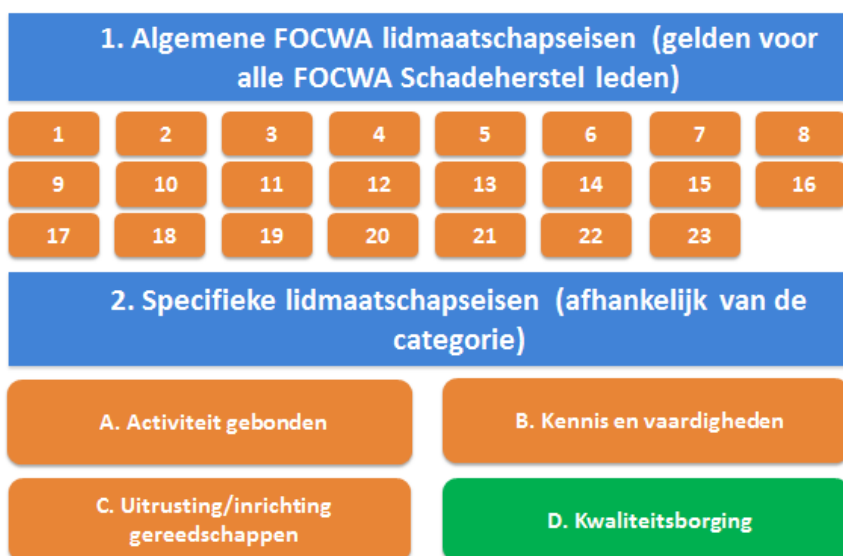 1. Algemene FOCWA lidmaatschapseisen (gelden voor
alle FOCWA Schadeherstel leden)
1 2 3 4 5 6 7 8
9 10 11 12 13 14 15 16
17 18 19 20 21 22 23
2. Specifieke lidmaatschapseisen (afhankelijk van de
categorie)
A. Activiteit gebonden
B. Kennis en vaardigheden
C. Uitrusting/inrichting
gereedschappen
D. Kwaliteitsborging